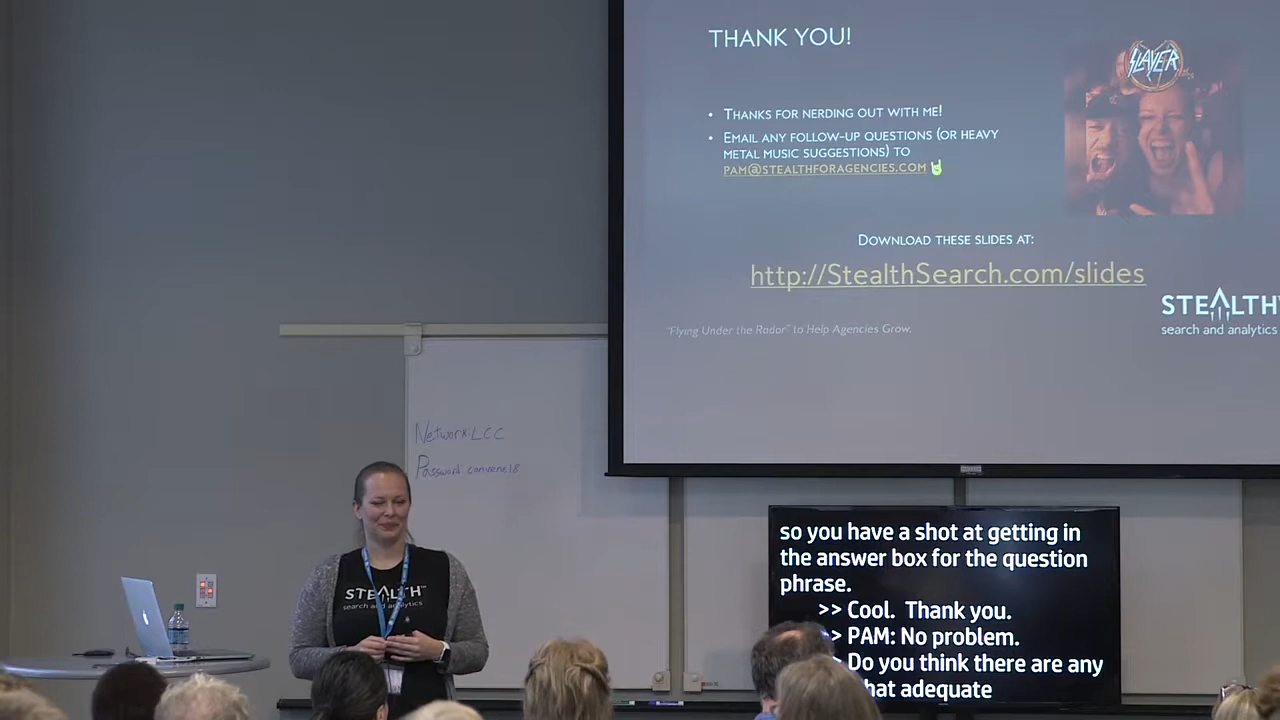 THANK YOU!
SLAYER
• THANKS FOR NERDING OUT WITH ME!
• EMAIL ANY FOLLOW-UP QUESTIONS (OR HEAVY
METAL MUSIC SUGGESTIONS) TO
PAM@STEALTHFORAGENCIES.COM
DOWNLOAD THESE SLIDES AT:
http://StealthSearch.com/slides
STEALTH
search and analytics
"Flying Under the Radar" to Help Agencies Grow.
Network: LCC
Password: convene18
so you have a shot at getting in
the answer box for the question
phrase.
>> Cool. Thank you.
>> PAM: No problem.
Do you think there are any
adequate
STEALTH™
search and analytics